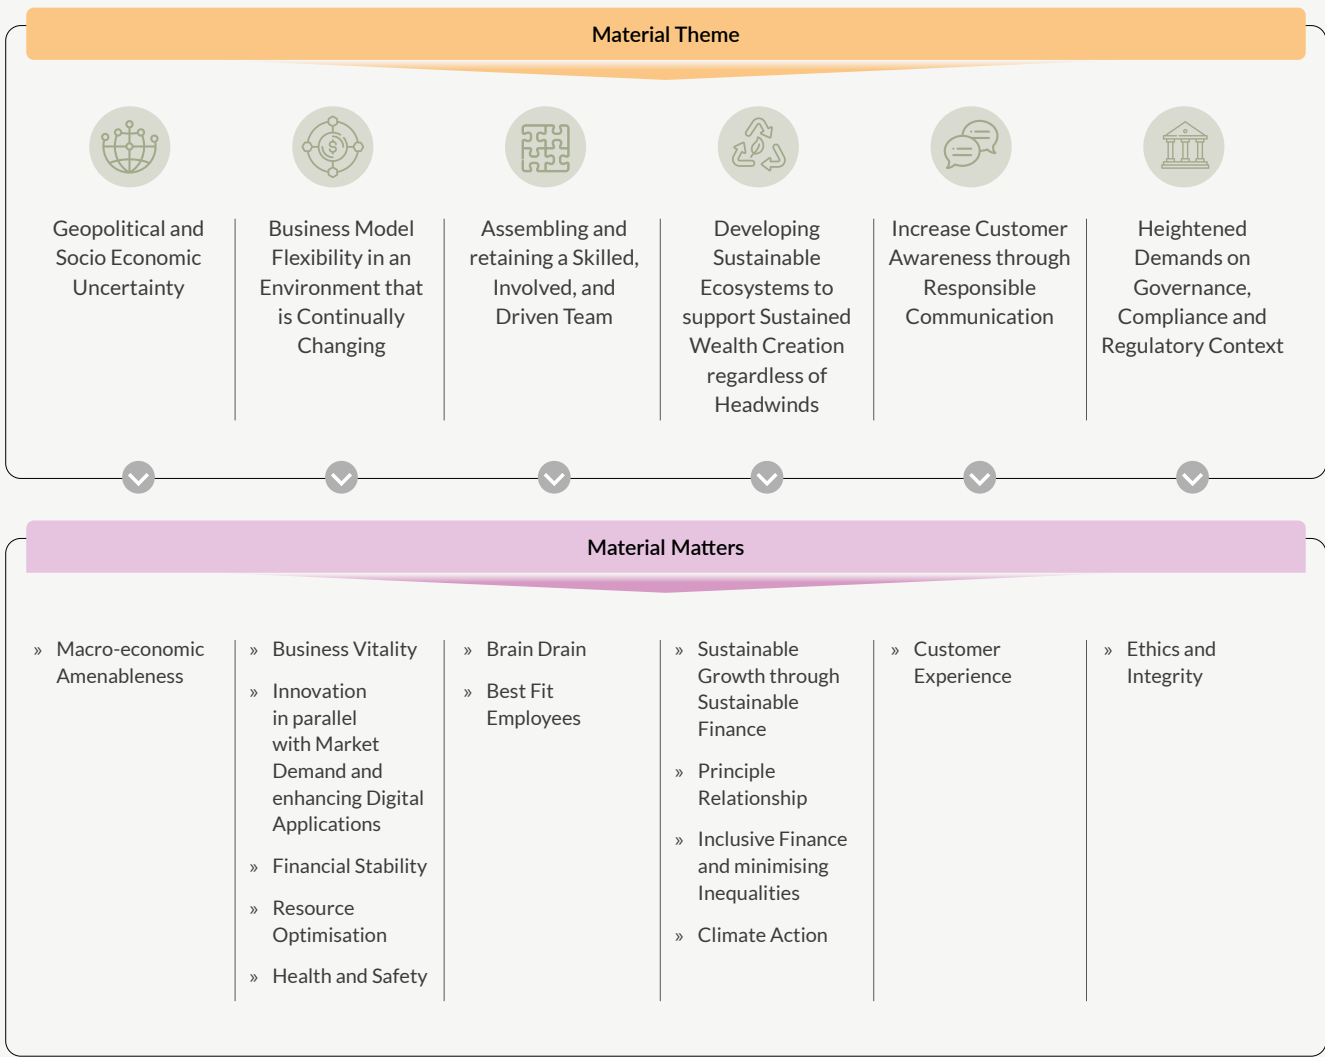 Material Theme
Geopolitical and
Socio Economic
Uncertainty
Business Model
Flexibility in an
Environment that
is Continually
Changing
Assembling and
retaining a Skilled,
Involved, and
Driven Team
Developing
Sustainable
Ecosystems to
support Sustained
Wealth Creation
regardless of
Headwinds
Increase Customer
Awareness through
Responsible
Communication
Heightened
Demands on
Governance,
Compliance and
Regulatory Context
Material Matters
» Macro-economic
Amenableness
» Business Vitality
» Innovation
in parallel
with Market
Demand and
enhancing Digital
Applications
» Financial Stability
» Resource
Optimisation
» Health and Safety
» Brain Drain
» Best Fit
Employees
» Sustainable
Growth through
Sustainable
Finance
» Principle
Relationship
» Inclusive Finance
and minimising
Inequalities
» Climate Action
» Customer
Experience
» Ethics and
Integrity